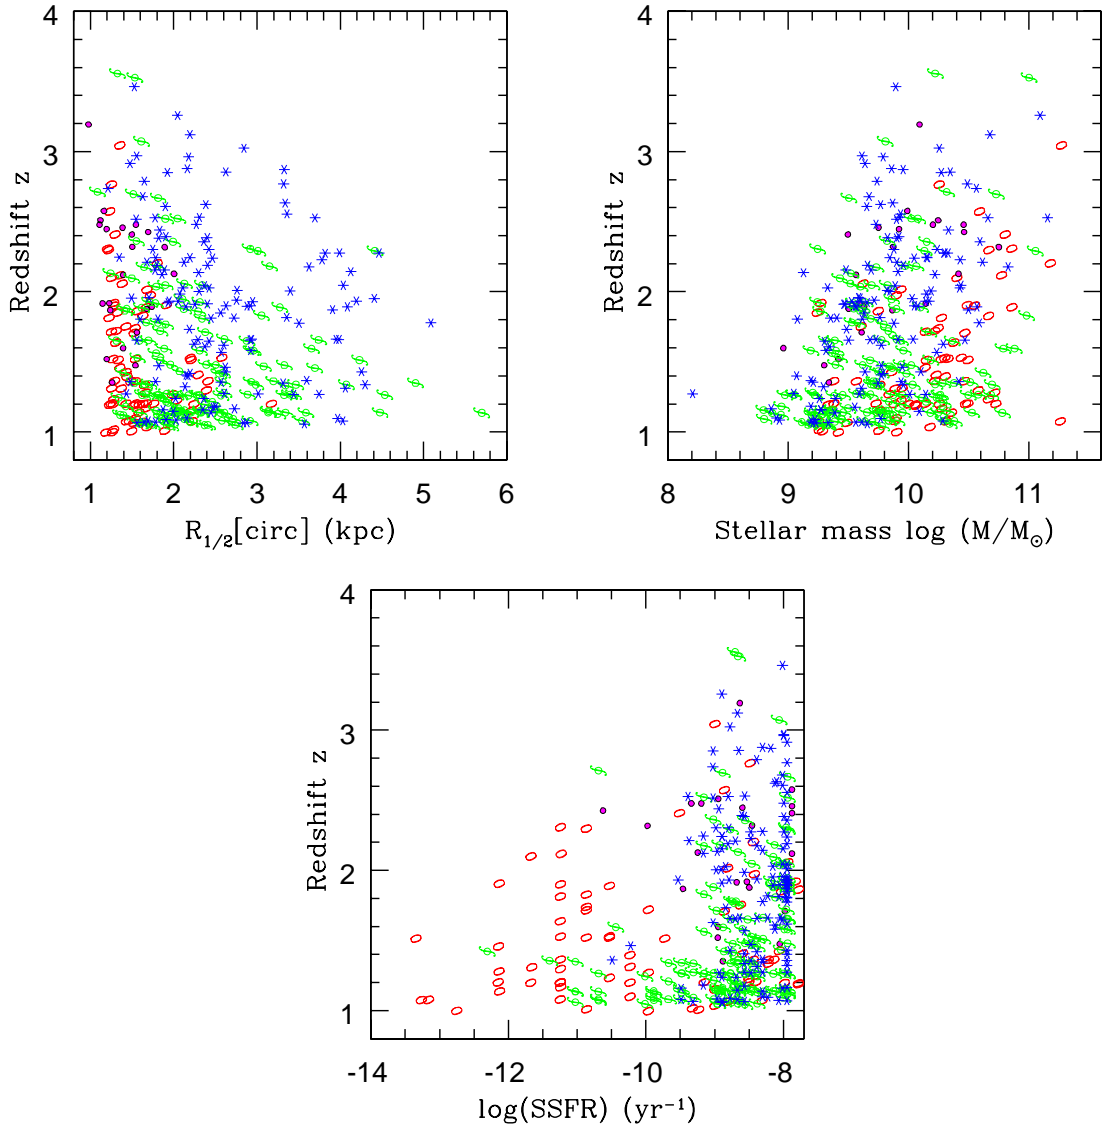 4
3
2
1
Redshift z
1 2 3 4 5 6
R1/2[circ] (kpc)
4
3
2
1
Redshift z
8 9 10 11
Stellar mass log (M/M⊙)
4
3
2
1
Redshift z
-14 -12 -10 -8
log(SSFR) (yr⁻¹)